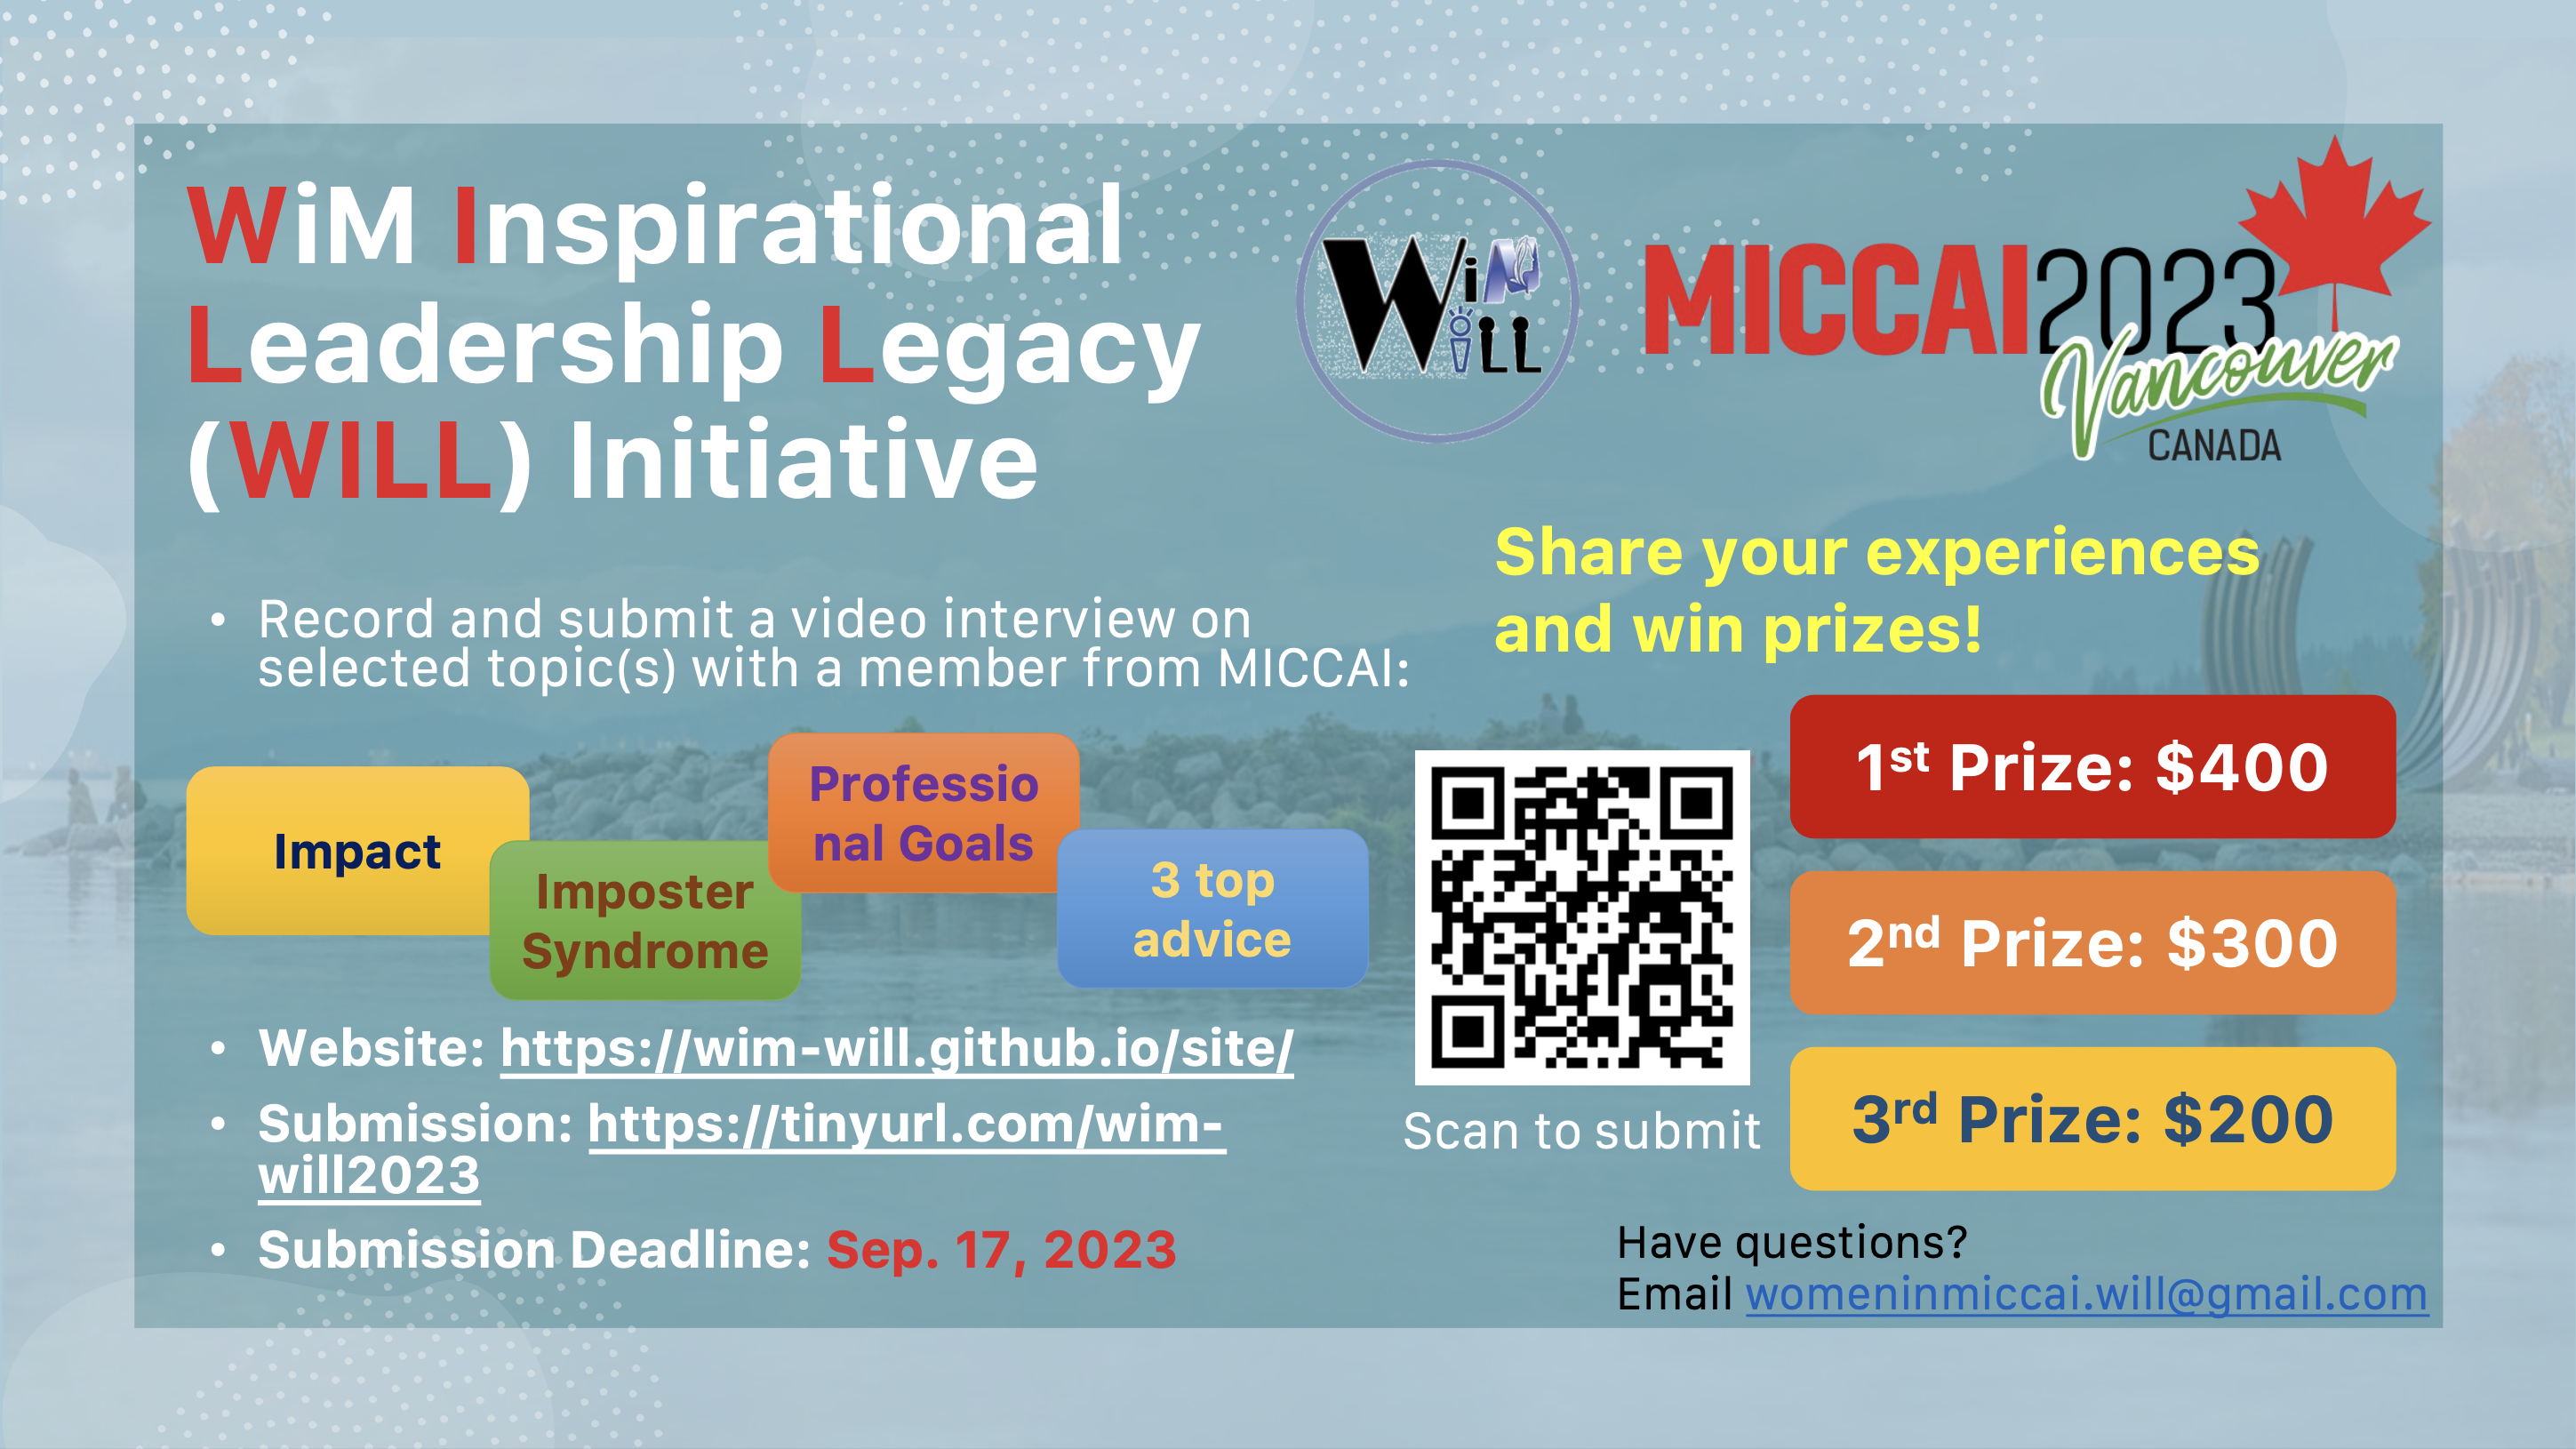 WiM Inspirational
Leadership Legacy
(WILL) Initiative
WiM
WiLL
MICCAI2023
Vancouver
CANADA
• Record and submit a video interview on
selected topic(s) with a member from MICCAI:
Impact
Imposter
Syndrome
Professio
nal Goals
3 top
advice
• Website: https://wim-will.github.io/site/
• Submission: https://tinyurl.com/wim-
will2023
• Submission Deadline: Sep. 17, 2023
Share your experiences
and win prizes!
Scan to submit
1st Prize: $400
2nd Prize: $300
3rd Prize: $200
Have questions?
Email womeninmiccai.will@gmail.com